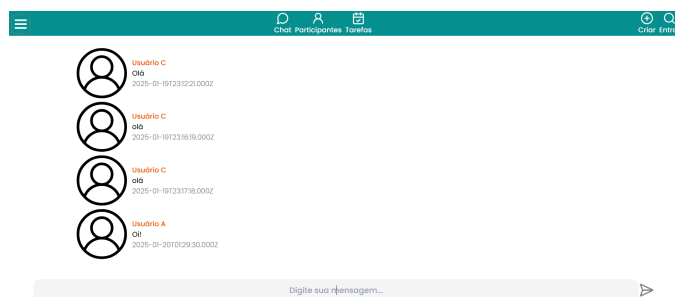 Chat Participantes Tarefas
Criar
Usuário C
Olá
2025-01-19T23:12:21.000Z
Usuário C
olá
2025-01-19T23:16:19.000Z
Usuário C
olá
2025-01-19T23:17:18.000Z
Usuário A
Oi!
2025-01-20T01:29:30.000Z
Digite sua mensagem...